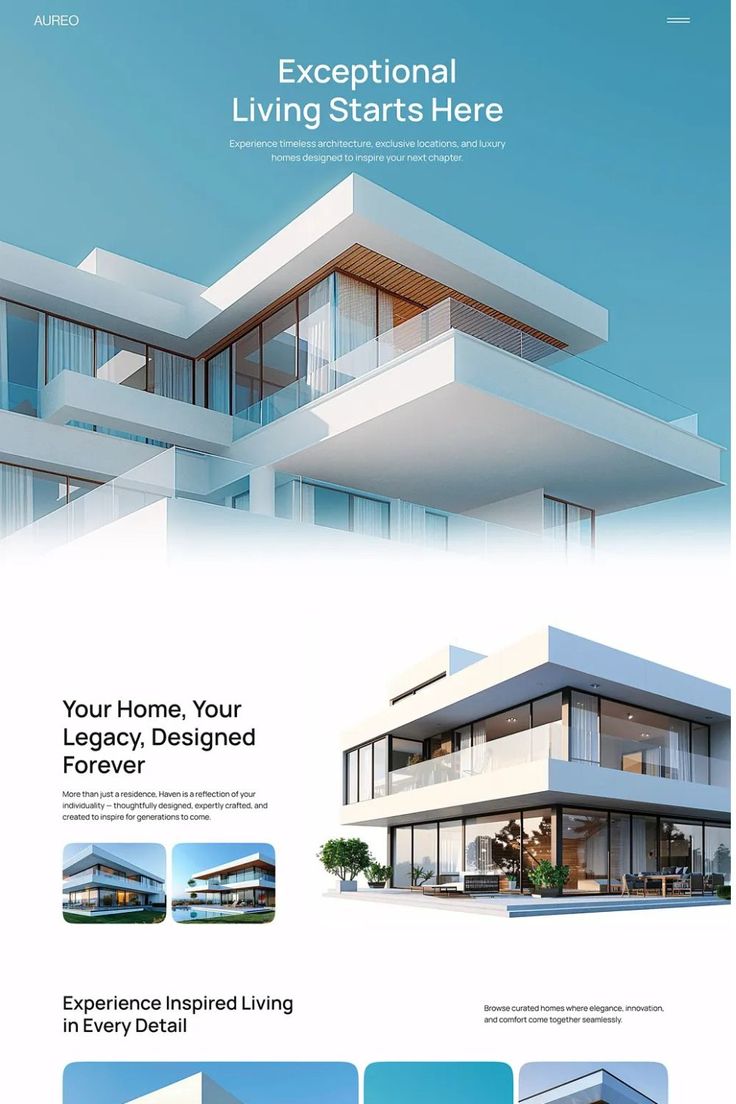 AUREO
Exceptional
Living Starts Here
Experience timeless architecture, exclusive locations, and luxury
homes designed to inspire your next chapter.
Your Home, Your
Legacy, Designed
Forever
More than just a residence, Haven is a reflection of your
individuality — thoughtfully designed, expertly crafted, and
created to inspire for generations to come.
Experience Inspired Living
in Every Detail
Browse curated homes where elegance, innovation,
and comfort come together seamlessly.